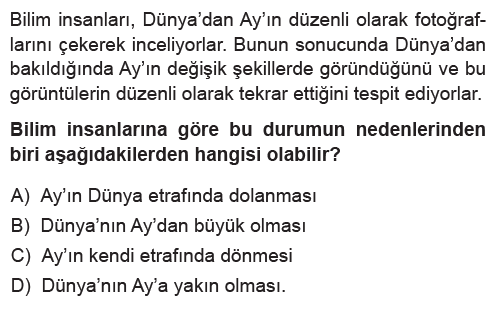 Bilim insanları, Dünya’dan Ay’ın düzenli olarak fotoğraf-
larını çekerek inceliyorlar. Bunun sonucunda Dünya’dan
bakıldığında Ay’ın değişik şekillerde göründüğünü ve bu
görüntülerin düzenli olarak tekrar ettiğini tespit ediyorlar.
Bilim insanlarına göre bu durumun nedenlerinden
biri aşağıdakilerden hangisi olabilir?
A) Ay’ın Dünya etrafında dolanması
B) Dünya’nın Ay’dan büyük olması
C) Ay’ın kendi etrafında dönmesi
D) Dünya’nın Ay’a yakın olması.